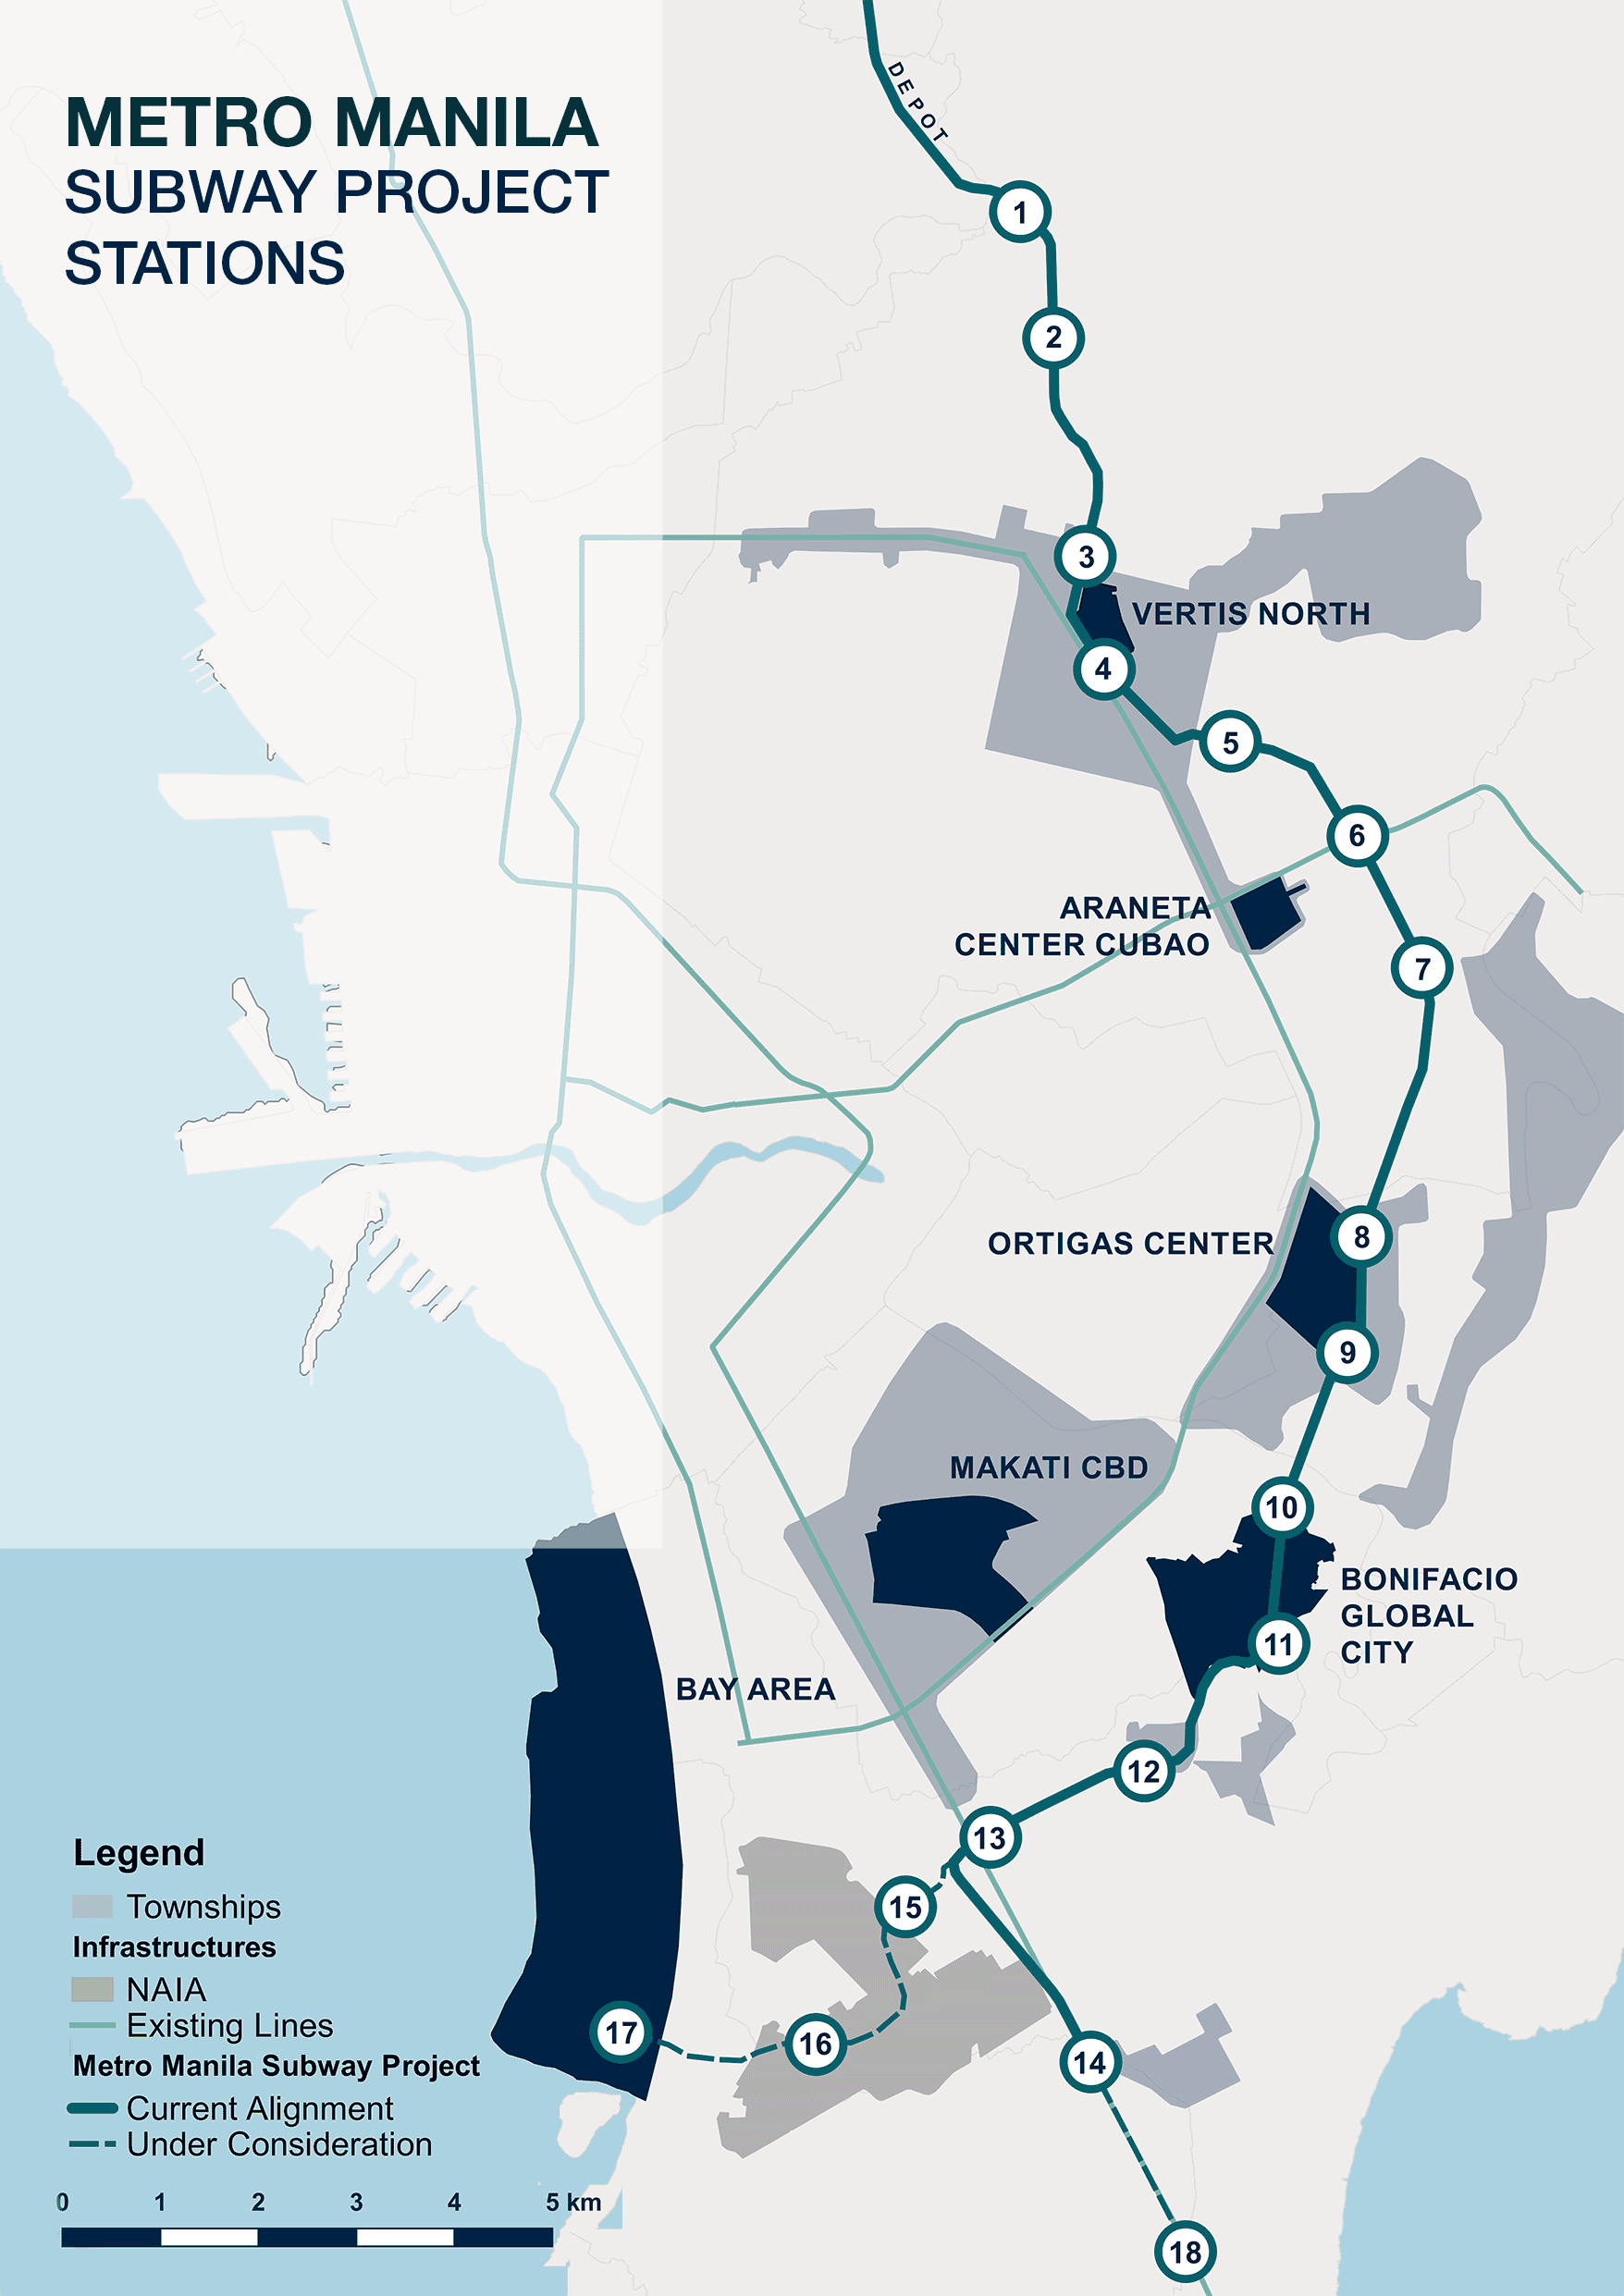 METRO MANILA
SUBWAY PROJECT
STATIONS
DEPOT
1
2
3
VERTIS NORTH
4
5
6
ARANETA
CENTER CUBAO
7
8
ORTIGAS CENTER
9
MAKATI CBD
10
BONIFACIO
GLOBAL
CITY
11
BAY AREA
12
13
15
17
16
14
18
Legend
Townships
Infrastructures
NAIA
Existing Lines
Metro Manila Subway Project
Current Alignment
Under Consideration
0 1 2 3 4 5 km